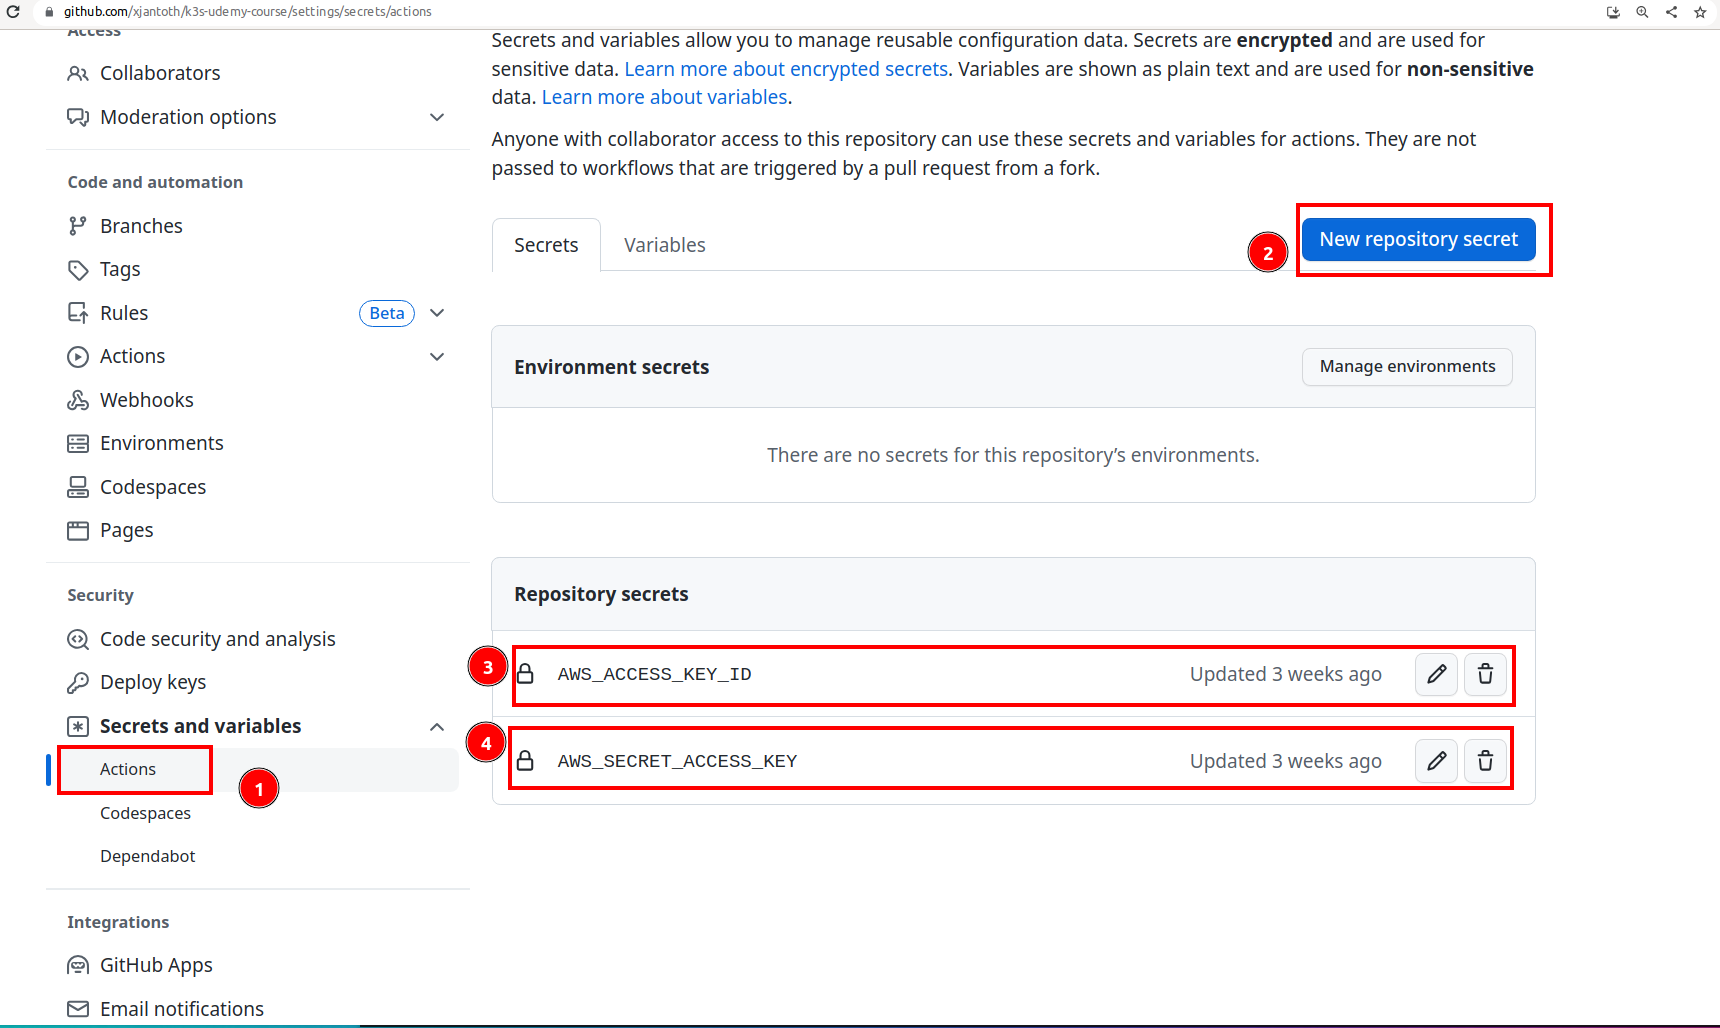 github.com/xjantoth/k3s-udemy-course/settings/secrets/actions
Access
Collaborators
Moderation options
Code and automation
Branches
Tags
Rules
Beta
Actions
Webhooks
Environments
Codespaces
Pages
Security
Code security and analysis
Deploy keys
Secrets and variables
Actions
1
Codespaces
Dependabot
Integrations
GitHub Apps
Email notifications
Secrets and variables allow you to manage reusable configuration data. Secrets are encrypted and are used for
sensitive data. Learn more about encrypted secrets. Variables are shown as plain text and are used for non-sensitive
data. Learn more about variables.
Anyone with collaborator access to this repository can use these secrets and variables for actions. They are not
passed to workflows that are triggered by a pull request from a fork.
Secrets
Variables
2
New repository secret
Environment secrets
Manage environments
There are no secrets for this repository’s environments.
Repository secrets
3
AWS_ACCESS_KEY_ID
Updated 3 weeks ago
4
AWS_SECRET_ACCESS_KEY
Updated 3 weeks ago